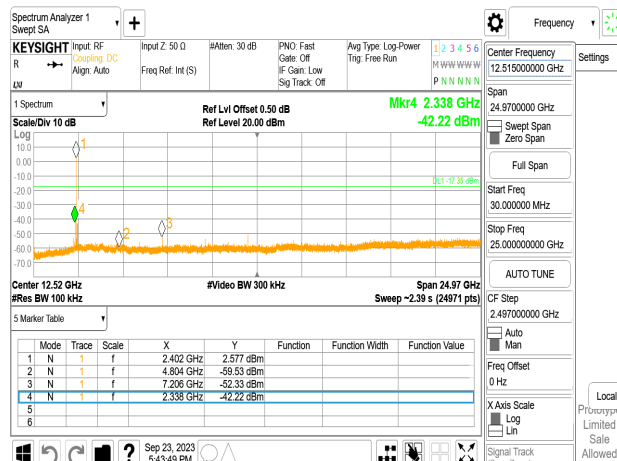 Spectrum Analyzer 1
Swept SA
Frequency
KEYSIGHT
Input: RF
Input Z: 50 Ω
#Atten: 30 dB
PNO: Fast
Avg Type: Log-Power
1 2 3 4 5 6
R
Coupling: DC
Gate: Off
Trig: Free Run
Align: Auto
Freq Ref: Int (S)
IF Gain: Low
M W W W W W
Sig Track: Off
P N N N N N
LXI
1 Spectrum
Ref Lvl Offset 0.50 dB
Mkr4 2.338 GHz
Scale/Div 10 dB
Ref Level 20.00 dBm
-42.22 dBm
Log
10.0
0.00
-10.0
-20.0
-30.0
-40.0
-50.0
-60.0
-70.0
1
2
3
4
DL1 -17.35 dBm
Center 12.52 GHz
#Video BW 300 kHz
Span 24.97 GHz
#Res BW 100 kHz
Sweep ~2.39 s (24971 pts)
5 Marker Table
Mode Trace Scale X Y Function Function Width Function Value
1 N 1 f 2.402 GHz 2.577 dBm
2 N 1 f 4.804 GHz -59.53 dBm
3 N 1 f 7.206 GHz -52.33 dBm
4 N 1 f 2.338 GHz -42.22 dBm
5
6
Sep 23, 2023
5:43:49 PM
?
Center Frequency
12.515000000 GHz
Settings
Span
24.9700000 GHz
Swept Span
Zero Span
Full Span
Start Freq
30.000000 MHz
Stop Freq
25.000000000 GHz
AUTO TUNE
CF Step
2.497000000 GHz
Auto
Man
Freq Offset
0 Hz
X Axis Scale
Log
Lin
Signal Track
Local
Prototype
Limited
Sale
Allowed